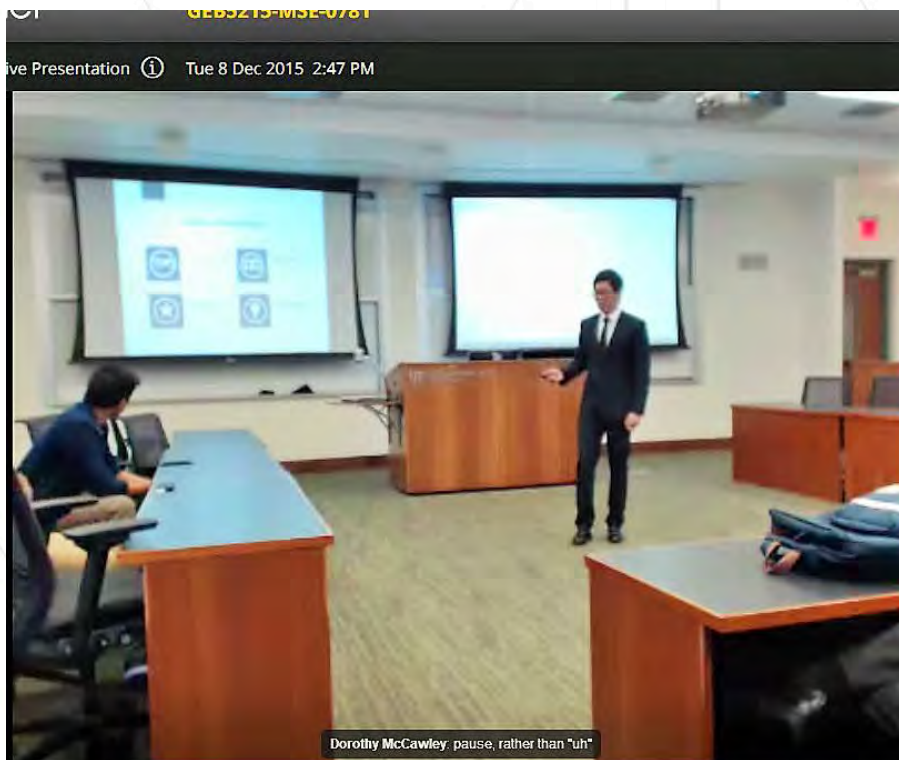 GEB5215-MSE-0781
ive Presentation ⓘ Tue 8 Dec 2015 2:47 PM
Dorothy McCawley: pause, rather than "uh"